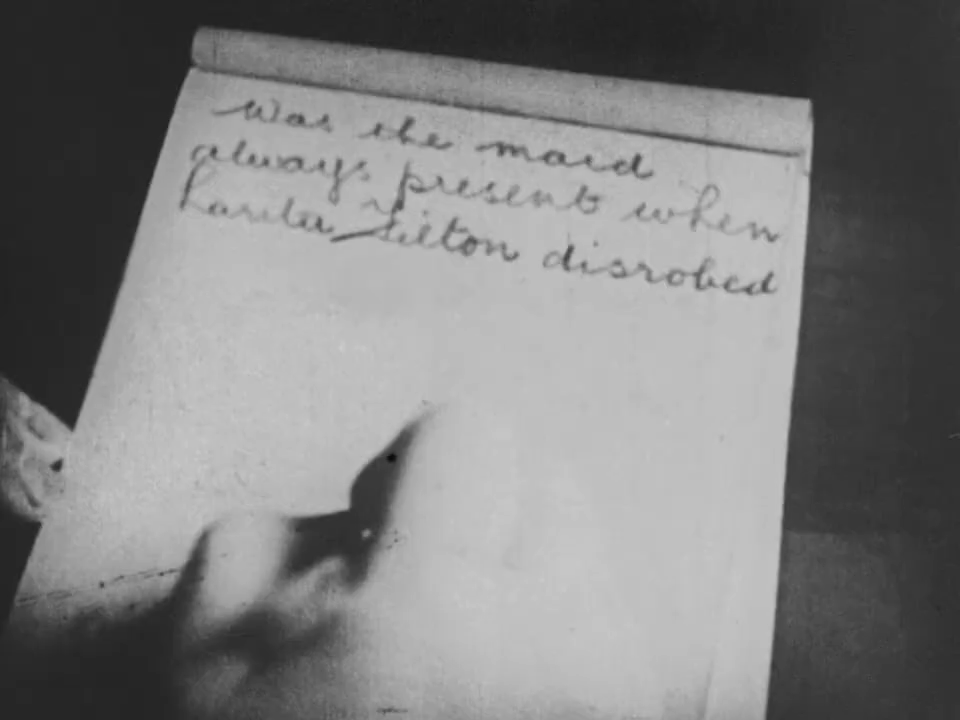 Was the maid
always present when
Tilton disrobed